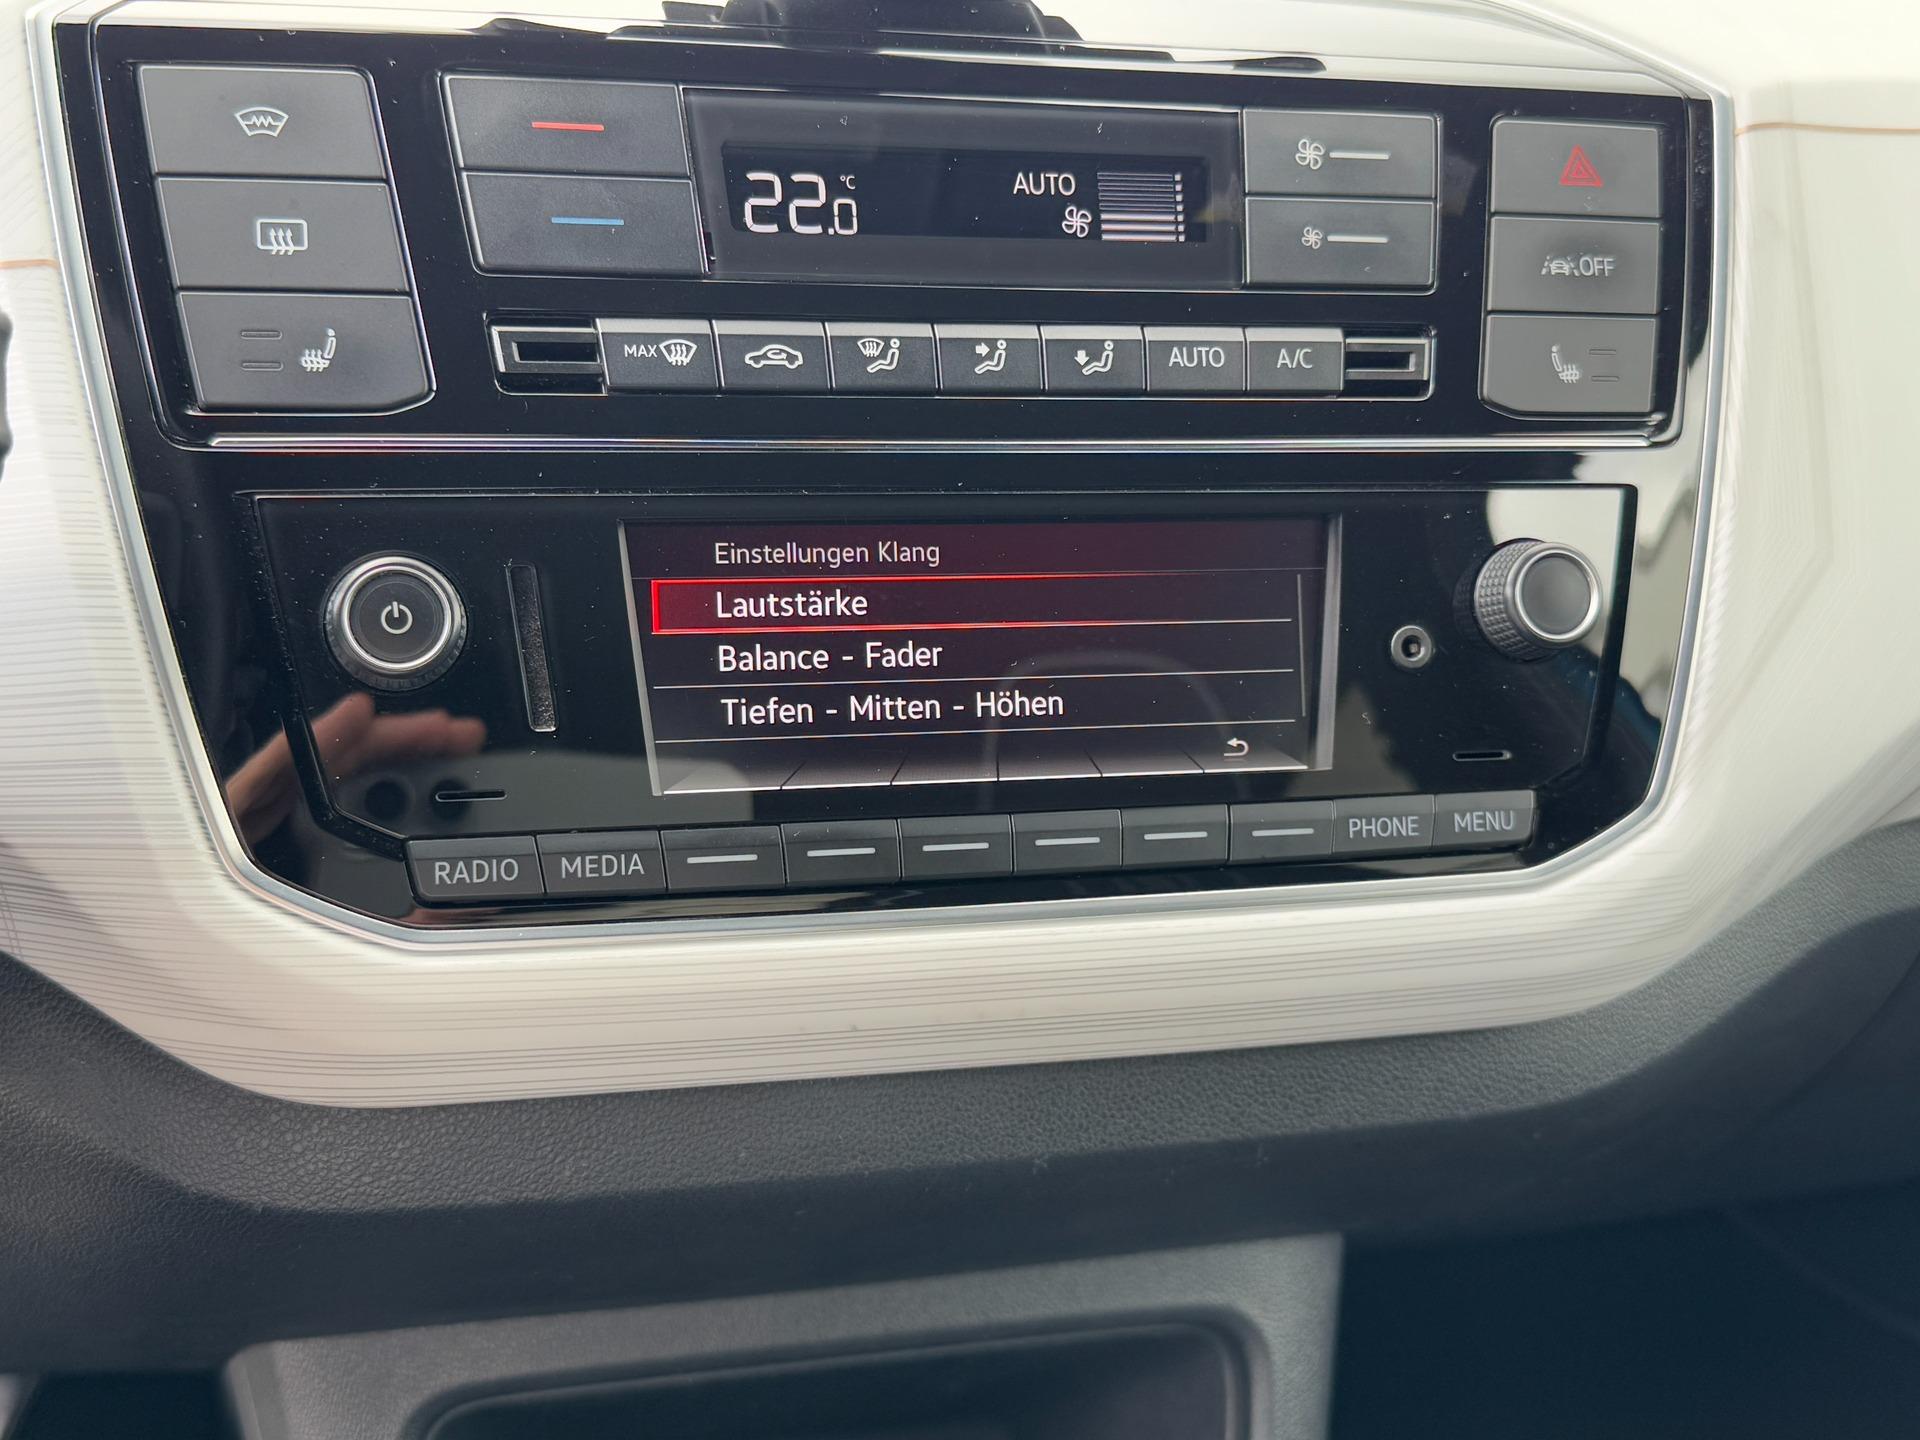 22.0 °C AUTO
OFF
MAX AUTO A/C
Einstellungen Klang
Lautstärke
Balance - Fader
Tiefen - Mitten - Höhen
RADIO MEDIA PHONE MENU